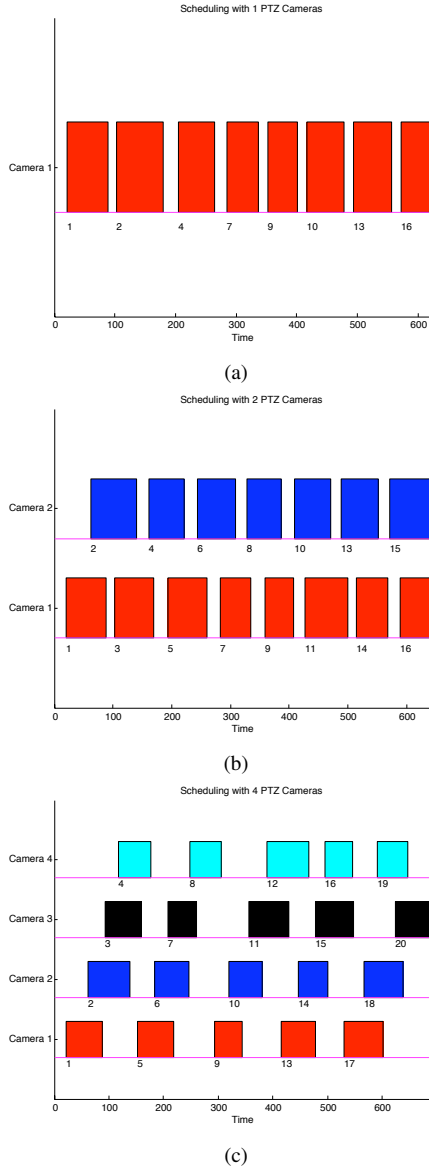 Scheduling with 1 PTZ Cameras
Camera 1
1 2 4 7 9 10 13 16
0 100 200 300 400 500 600
Time
(a)
Scheduling with 2 PTZ Cameras
Camera 2
2 4 6 8 10 13 15
Camera 1
1 3 5 7 9 11 14 16
0 100 200 300 400 500 600
Time
(b)
Scheduling with 4 PTZ Cameras
Camera 4
4 8 12 16 19
Camera 3
3 7 11 15 20
Camera 2
2 6 10 14 18
Camera 1
1 5 9 13 17
0 100 200 300 400 500 600
Time
(c)